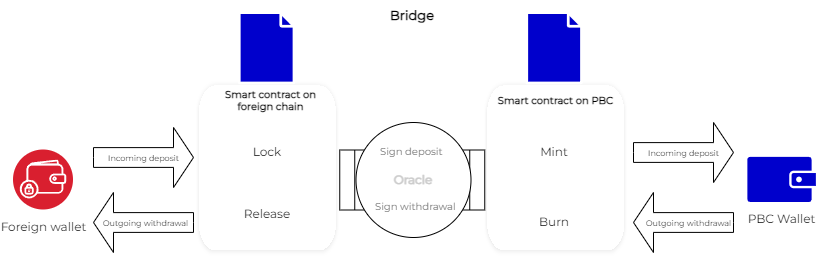 Bridge
Smart contract on
foreign chain
Smart contract on PBC
Lock
Sign deposit
Mint
Incoming deposit
Incoming deposit
Oracle
Release
Sign withdrawal
Burn
Foreign wallet
Outgoing withdrawal
Outgoing withdrawal
PBC Wallet